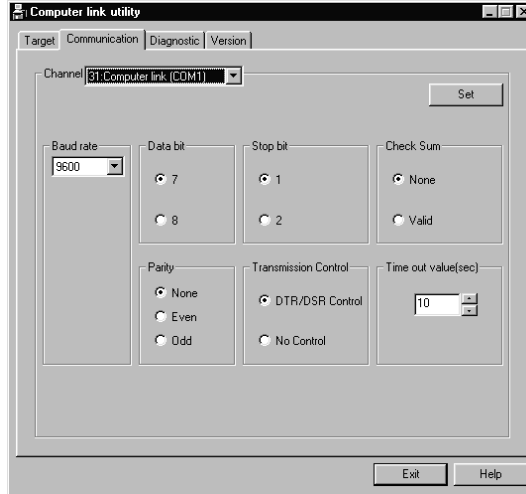 Computer link utility
Target Communication Diagnostic Version
Channel 31:Computer link (COM1)
Set
Baud rate Data bit Stop bit Check Sum
9600 7 1 None
8 2 Valid
Parity Transmission Control Time out value(sec)
None DTR/DSR Control 10
Even
Odd No Control
Exit Help